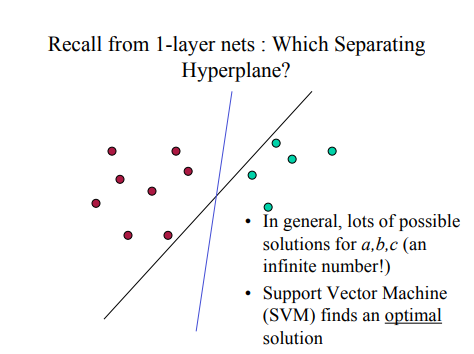 Recall from 1-layer nets : Which Separating
Hyperplane?
• In general, lots of possible
solutions for a,b,c (an
infinite number!)
• Support Vector Machine
(SVM) finds an optimal
solution